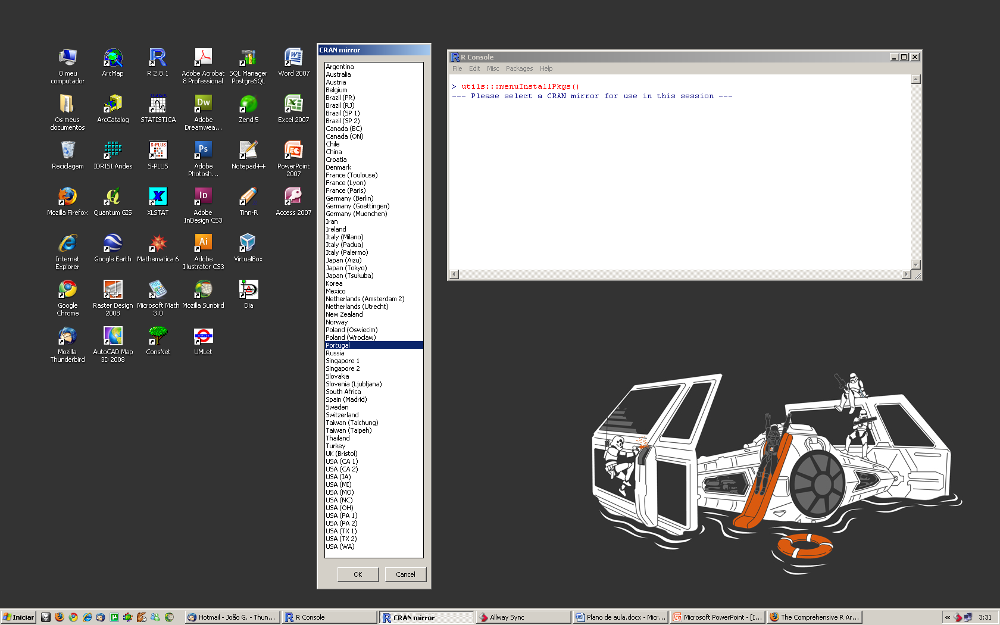 O meu
computador
ArcMap
R 2.8.1
Adobe Acrobat
8 Professional
SQL Manager
PostgreSQL
Word 2007
Os meus
documentos
ArcCatalog
StatSoft
STATISTICA
Dw
Adobe
Dreamwea...
Zend 5
Excel 2007
Reciclagem
IDRISI Andes
S-PLUS
S-PLUS
Ps
Adobe
Photosh...
Notepad++
PowerPoint
2007
Mozilla Firefox
Quantum GIS
XLSTAT
Id
Adobe
InDesign CS3
Tinn-R
Access 2007
Internet
Explorer
Google Earth
Mathematica 6
Ai
Adobe
Illustrator CS3
VirtualBox
Google
Chrome
Raster Design
2008
Microsoft Math
3.0
Mozilla Sunbird
Dia
Mozilla
Thunderbird
AutoCAD Map
3D 2008
ConsNet
UMLET
UMLet
CRAN mirror
Argentina
Australia
Austria
Belgium
Brazil (PR)
Brazil (RJ)
Brazil (SP 1)
Brazil (SP 2)
Canada (BC)
Canada (ON)
Chile
China
Croatia
Denmark
France (Toulouse)
France (Lyon)
France (Paris)
Germany (Berlin)
Germany (Goettingen)
Germany (Muenchen)
Iran
Ireland
Italy (Milano)
Italy (Padua)
Italy (Palermo)
Japan (Aizu)
Japan (Tokyo)
Japan (Tsukuba)
Korea
Mexico
Netherlands (Amsterdam 2)
Netherlands (Utrecht)
New Zealand
Norway
Poland (Oswiecim)
Poland (Wroclaw)
Portugal
Russia
Singapore 1
Singapore 2
Slovakia
Slovenia (Ljubljana)
South Africa
Spain (Madrid)
Sweden
Switzerland
Taiwan (Taichung)
Taiwan (Taipeh)
Thailand
Turkey
UK (Bristol)
USA (CA 1)
USA (CA 2)
USA (IA)
USA (MI)
USA (MO)
USA (NC)
USA (OH)
USA (PA 1)
USA (PA 2)
USA (TX 1)
USA (TX 2)
USA (WA)
OK Cancel
R Console
File Edit Misc Packages Help
> utils:::menuInstallPkgs()
--- Please select a CRAN mirror for use in this session ---
Iniciar
Hotmail - João G. - Thun...
R Console
CRAN mirror
Allway Sync
Plano de aula.docx - Micr...
Microsoft PowerPoint - [I...
The Comprehensive R Ar...
« 3:31